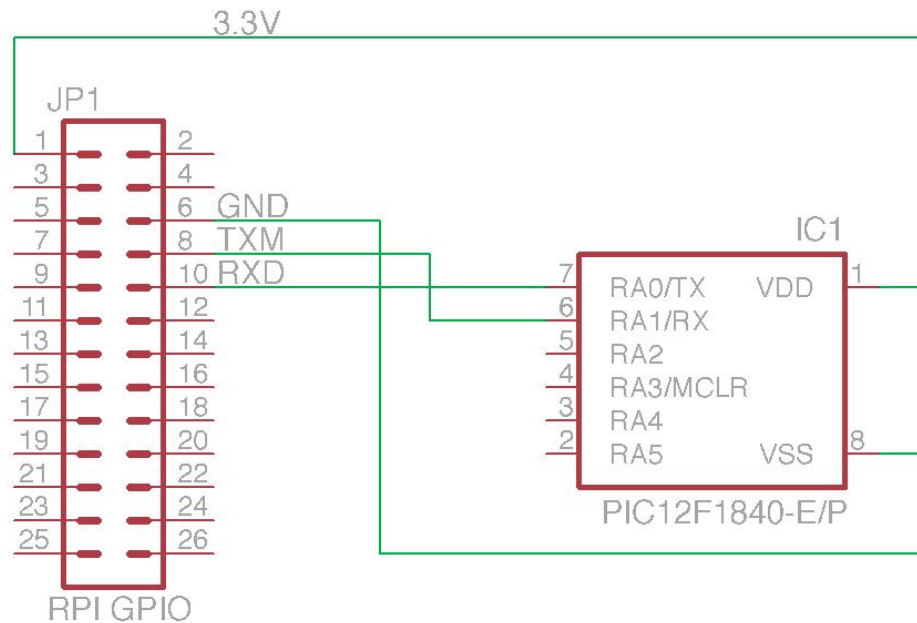 3.3V
JP1
1 2
3 4
5 6 GND
7 8 TXM
9 10 RXD
11 12
13 14
15 16
17 18
19 20
21 22
23 24
25 26
RPI GPIO
IC1
7 RA0/TX VDD 1
6 RA1/RX
5 RA2
4 RA3/MCLR
3 RA4
2 RA5 VSS 8
PIC12F1840-E/P